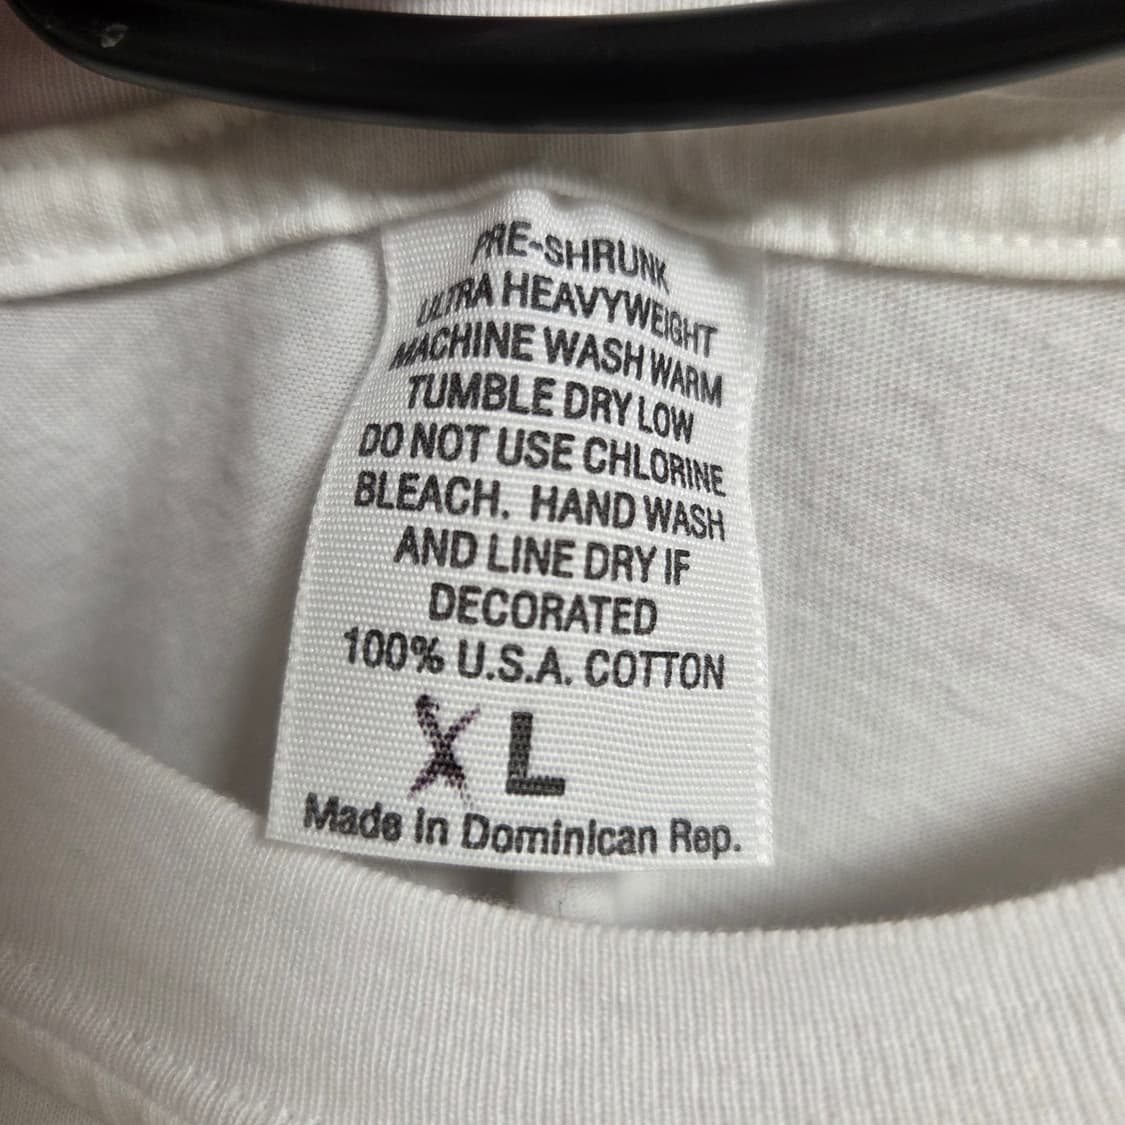 PRE-SHRUNK
ULTRA HEAVYWEIGHT
MACHINE WASH WARM
TUMBLE DRY LOW
DO NOT USE CHLORINE
BLEACH. HAND WASH
AND LINE DRY IF
DECORATED
100% U.S.A. COTTON
X L
Made in Dominican Rep.